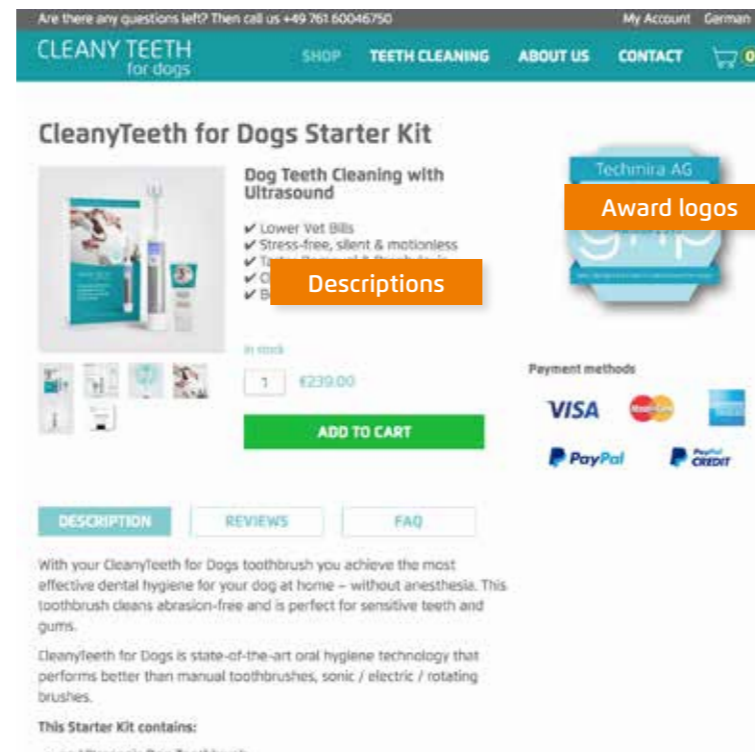 Are there any questions left? Then call us +49 761 60046750
My Account German
CLEANY TEETH
for dogs
SHOP TEETH CLEANING ABOUT US CONTACT 0
CleanyTeeth for Dogs Starter Kit
Dog Teeth Cleaning with
Ultrasound
✔ Lower Vet Bills
✔ Stress-free, silent & motionless
Descriptions
in stock
1 €239.00
ADD TO CART
Techmira AG
Award logos
Payment methods
VISA MasterCard
PayPal PayPal CREDIT
DESCRIPTION REVIEWS FAQ
With your CleanyTeeth for Dogs toothbrush you achieve the most
effective dental hygiene for your dog at home – without anesthesia. This
toothbrush cleans abrasion-free and is perfect for sensitive teeth and
gums.
CleanyTeeth for Dogs is state-of-the-art oral hygiene technology that
performs better than manual toothbrushes, sonic / electric / rotating
brushes.
This Starter Kit contains: